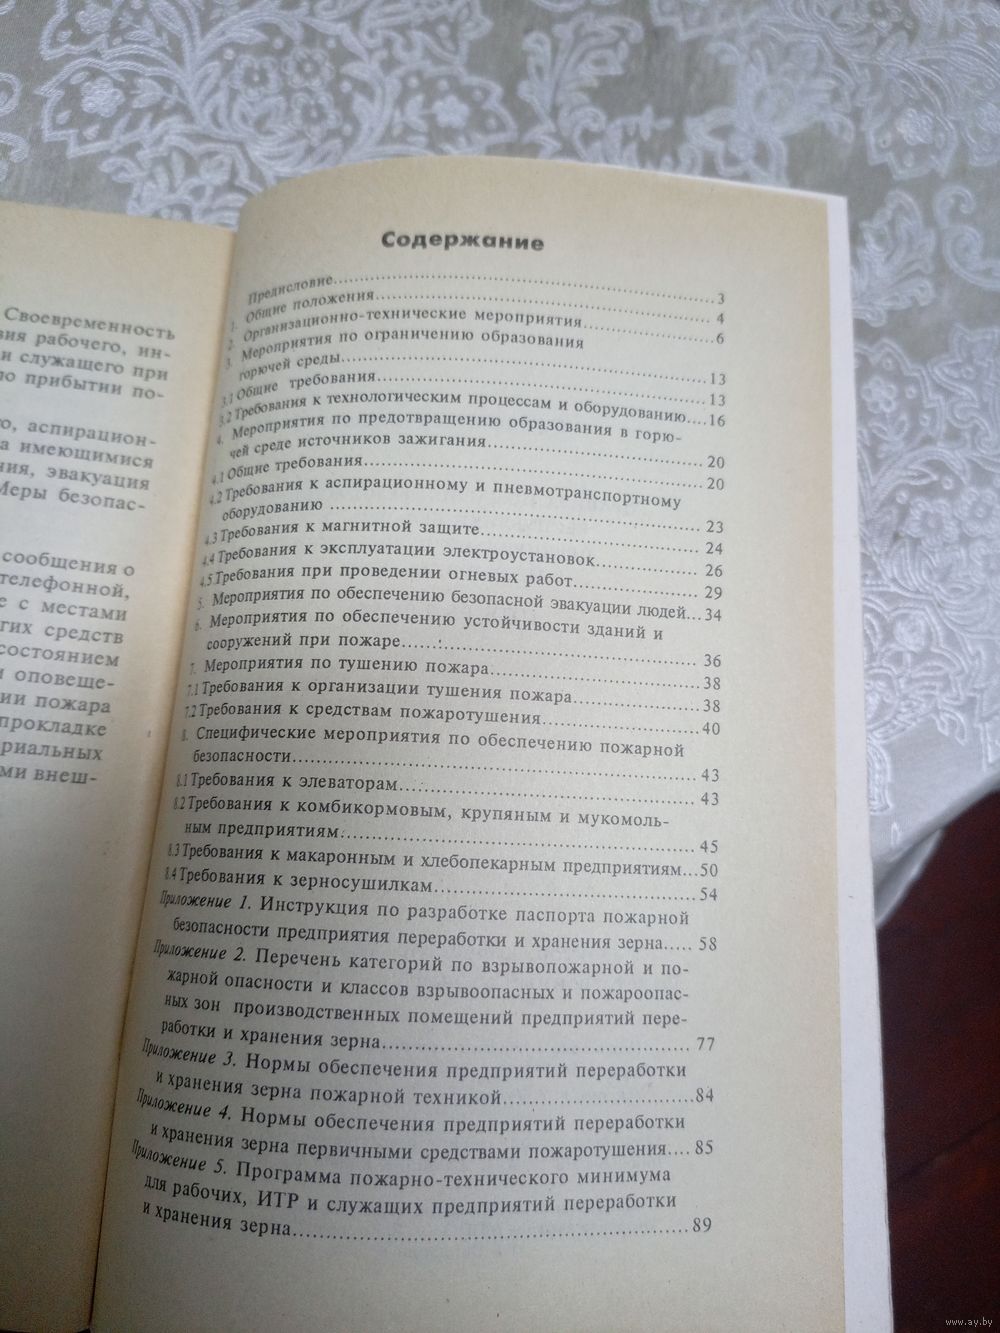 Своевременность
вия рабочего, ин-
и служащего при
по прибытии по-
о, аспирацион-
а имеющимися
ния, эвакуация
Меры безопас-
сообщения о
телефонной,
е с местами
гих средств
состоянием
и оповеще-
ии пожара
прокладке
риальных
ми внеш-
Содержание
Предисловие 3
1. Общие положения 4
2. Организационно-технические мероприятия 6
3. Мероприятия по ограничению образования
горючей среды 13
3.1 Общие требования 13
3.2 Требования к технологическим процессам и оборудованию.... 16
4. Мероприятия по предотвращению образования в горю-
чей среде источников зажигания 20
4.1 Общие требования 20
4.2 Требования к аспирационному и пневмотранспортному
оборудованию 23
4.3 Требования к магнитной защите 24
4.4 Требования к эксплуатации электроустановок 26
4.5 Требования при проведении огневых работ 29
5. Мероприятия по обеспечению безопасной эвакуации людей... 34
6. Мероприятия по обеспечению устойчивости зданий и
сооружений при пожаре 36
7. Мероприятия по тушению пожара 38
7.1 Требования к организации тушения пожара 38
7.2 Требования к средствам пожаротушения 40
8. Специфические мероприятия по обеспечению пожарной
безопасности 43
8.1 Требования к элеваторам 43
8.2 Требования к комбикормовым, крупяным и мукомоль-
ным предприятиям 45
8.3 Требования к макаронным и хлебопекарным предприятиям... 50
8.4 Требования к зерносушилкам 54
Приложение 1. Инструкция по разработке паспорта пожарной
безопасности предприятия переработки и хранения зерна..... 58
Приложение 2. Перечень категорий по взрывопожарной и по-
жарной опасности и классов взрывоопасных и пожароопас-
ных зон производственных помещений предприятий пере-
работки и хранения зерна 77
Приложение 3. Нормы обеспечения предприятий переработки
и хранения зерна пожарной техникой 84
Приложение 4. Нормы обеспечения предприятий переработки
и хранения зерна первичными средствами пожаротушения.... 85
Приложение 5. Программа пожарно-технического минимума
для рабочих, ИТР и служащих предприятий переработки
и хранения зерна 89
www.ay.by